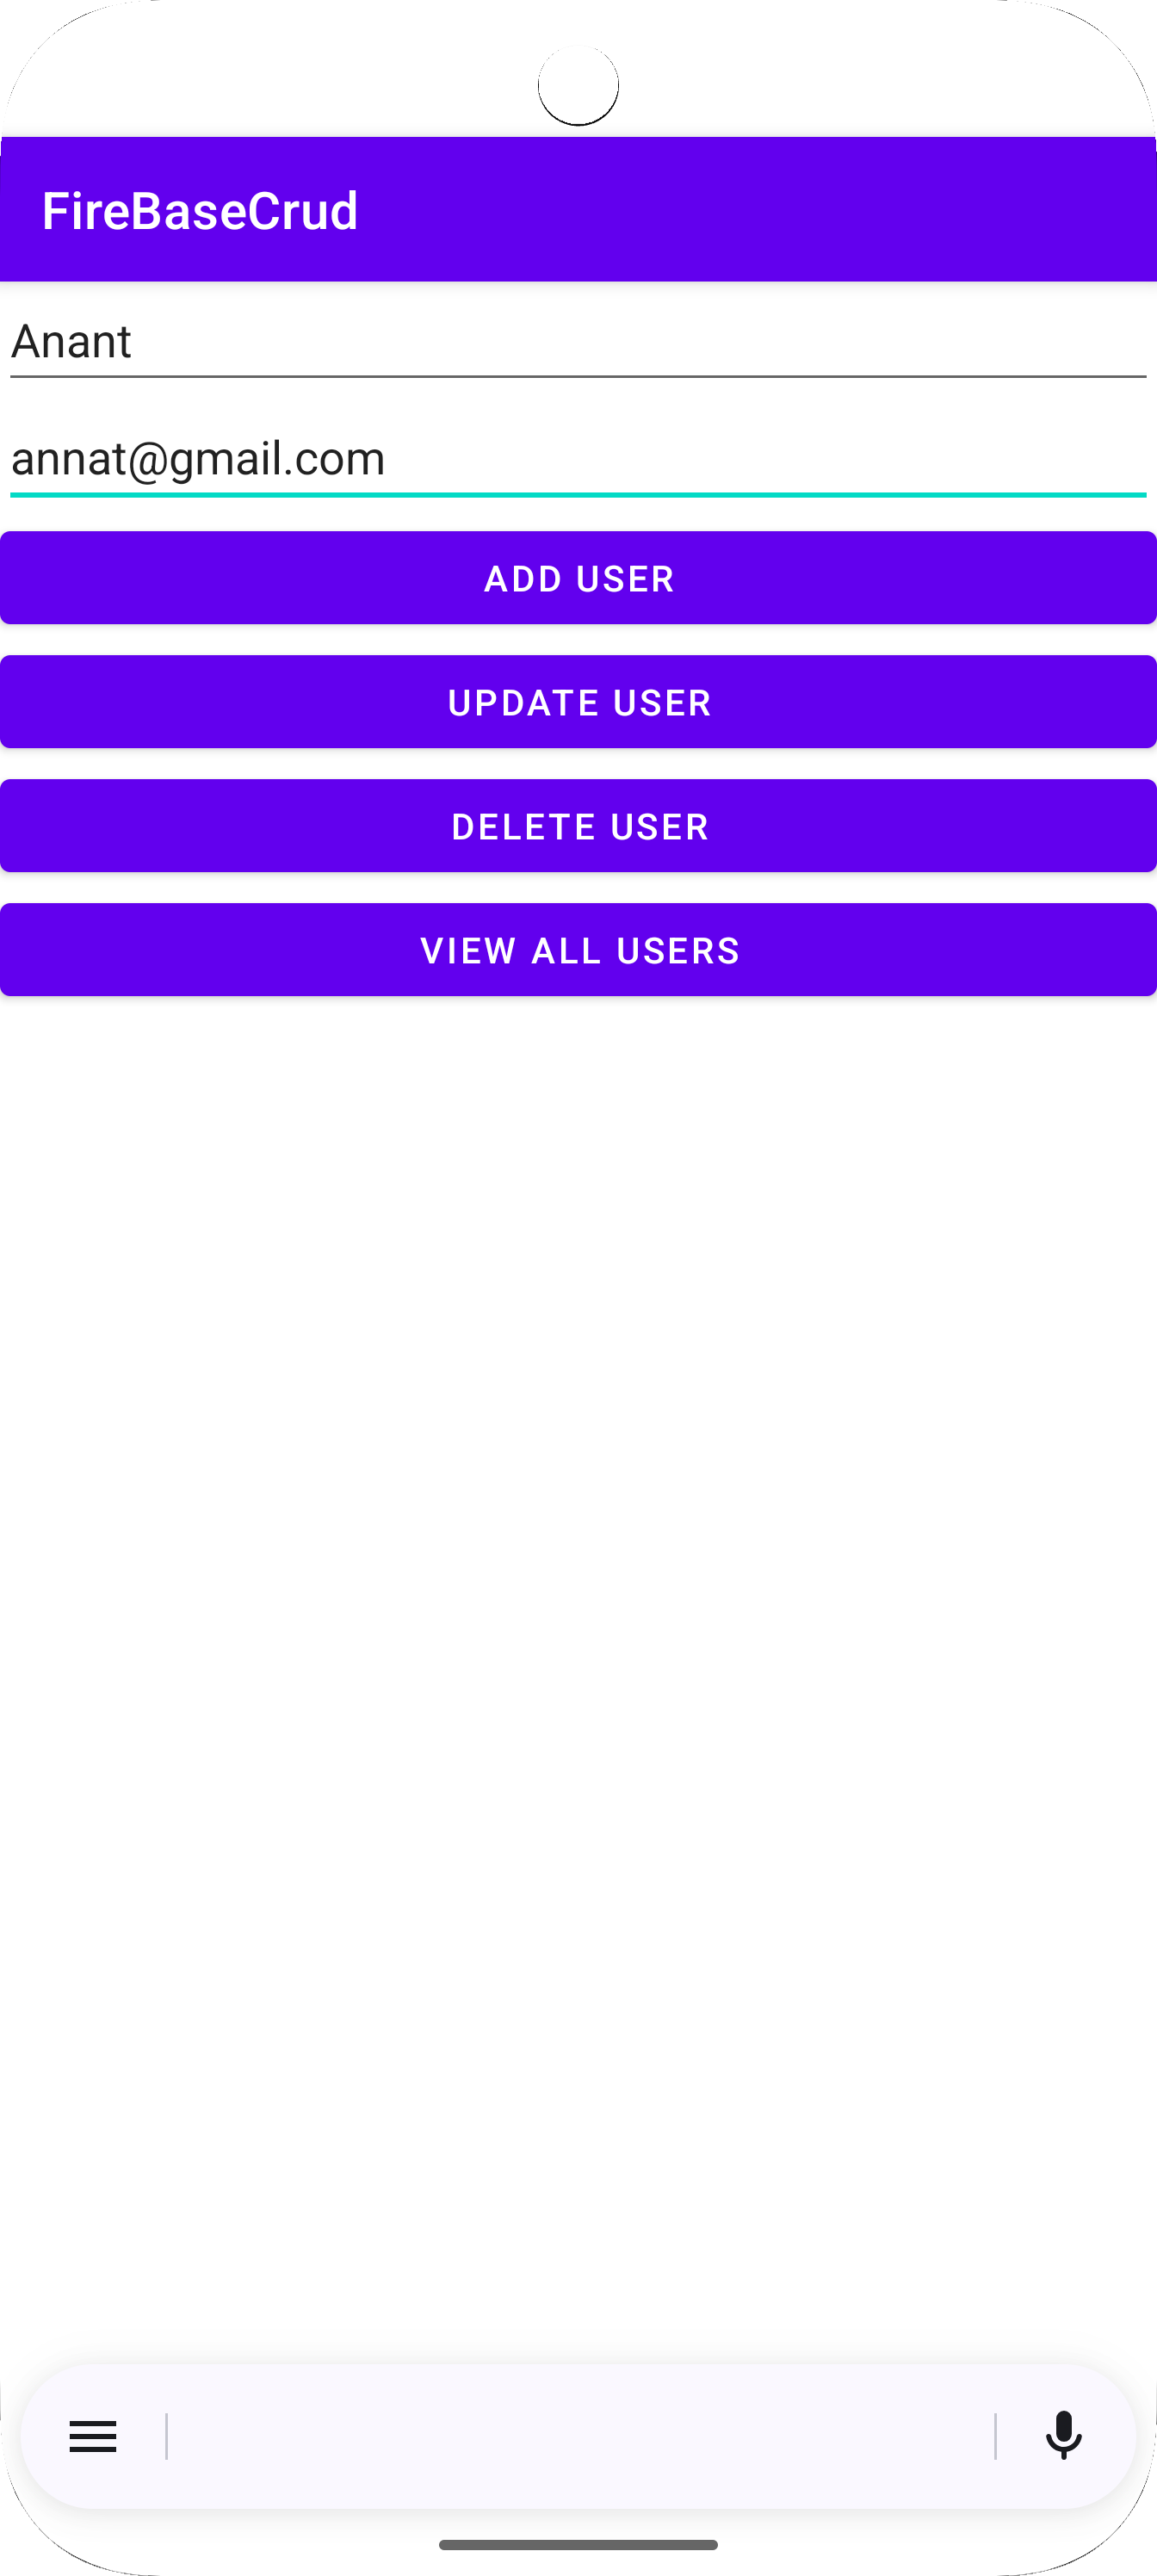 FireBaseCrud
Anant
annat@gmail.com
ADD USER
UPDATE USER
DELETE USER
VIEW ALL USERS